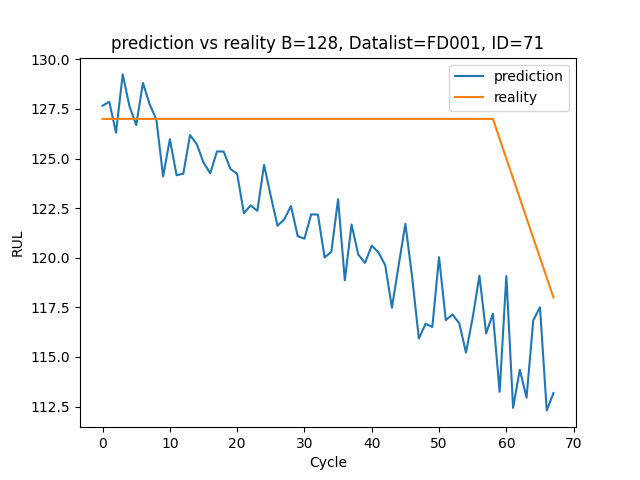 prediction vs reality B=128, Datalist=FD001, ID=71
prediction
reality
130.0
127.5
125.0
122.5
120.0
117.5
115.0
112.5
RUL
0 10 20 30 40 50 60 70
Cycle